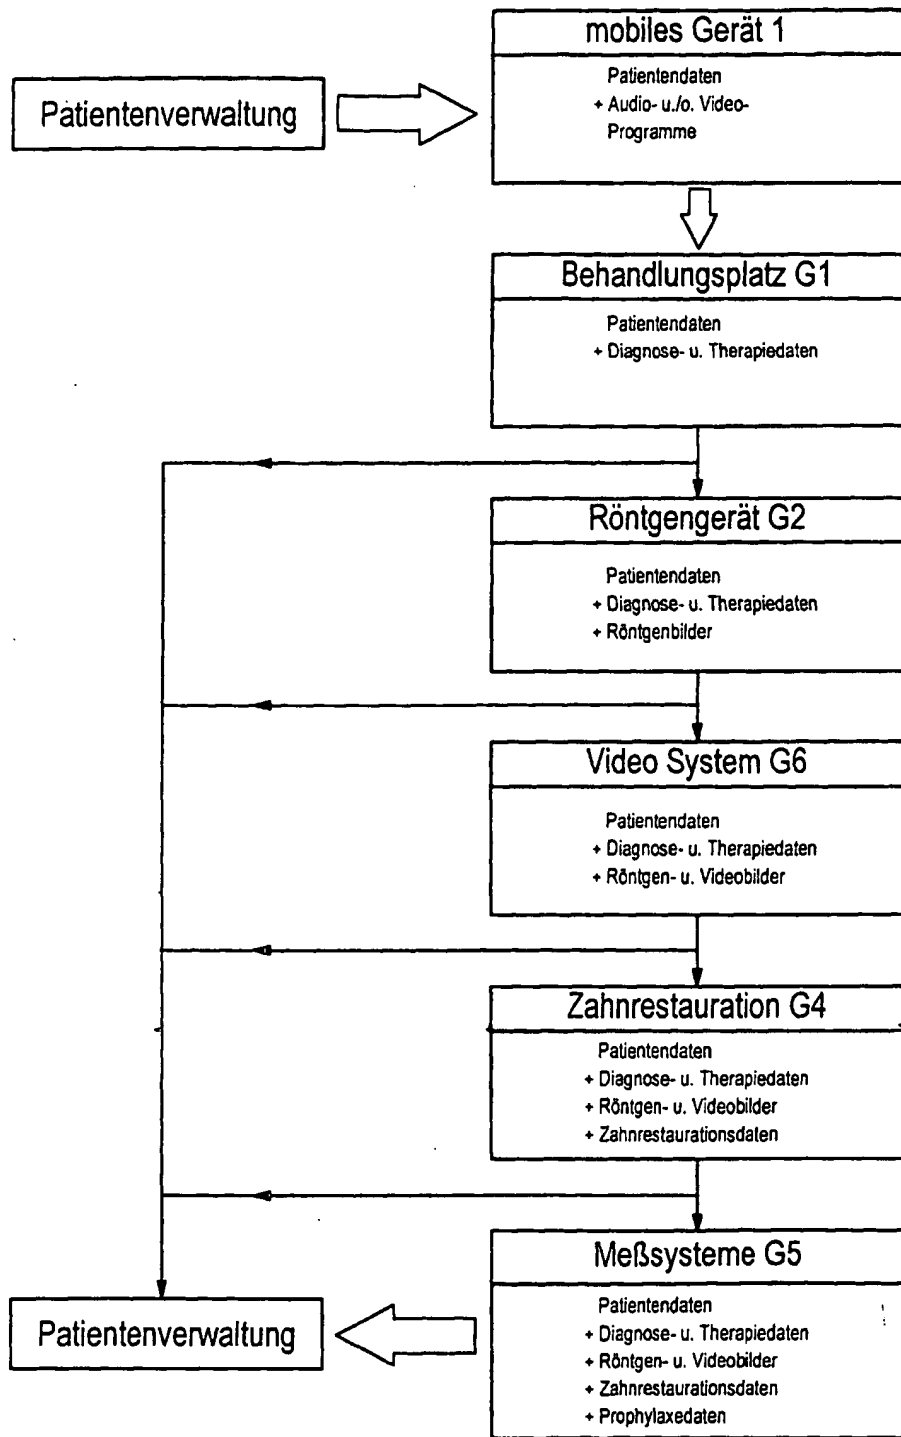 mobiles Gerät 1
Patientendaten
+ Audio- u./o. Video-
Programme
Patientenverwaltung
Behandlungsplatz G1
Patientendaten
+ Diagnose- u. Therapiedaten
Röntgengerät G2
Patientendaten
+ Diagnose- u. Therapiedaten
+ Röntgenbilder
Video System G6
Patientendaten
+ Diagnose- u. Therapiedaten
+ Röntgen- u. Videobilder
Zahnrestauration G4
Patientendaten
+ Diagnose- u. Therapiedaten
+ Röntgen- u. Videobilder
+ Zahnrestaurationsdaten
Meßsysteme G5
Patientendaten
+ Diagnose- u. Therapiedaten
+ Röntgen- u. Videobilder
+ Zahnrestaurationsdaten
+ Prophylaxedaten
Patientenverwaltung